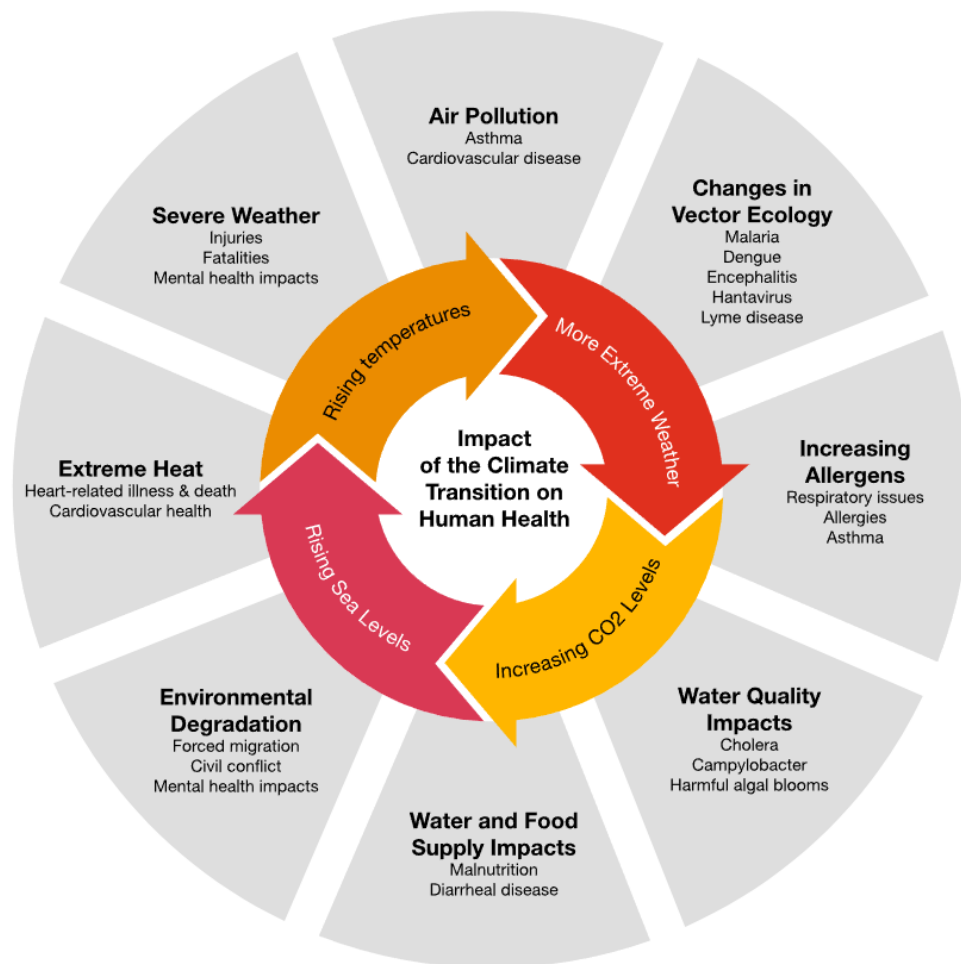 Air Pollution
Asthma
Cardiovascular disease
Changes in
Vector Ecology
Malaria
Dengue
Encephalitis
Hantavirus
Lyme disease
Increasing
Allergens
Respiratory issues
Allergies
Asthma
Water Quality
Impacts
Cholera
Campylobacter
Harmful algal blooms
Water and Food
Supply Impacts
Malnutrition
Diarrheal disease
Environmental
Degradation
Forced migration
Civil conflict
Mental health impacts
Extreme Heat
Heart-related illness & death
Cardiovascular health
Severe Weather
Injuries
Fatalities
Mental health impacts
Rising temperatures
More Extreme Weather
Increasing CO2 Levels
Rising Sea Levels
Impact
of the Climate
Transition on
Human Health